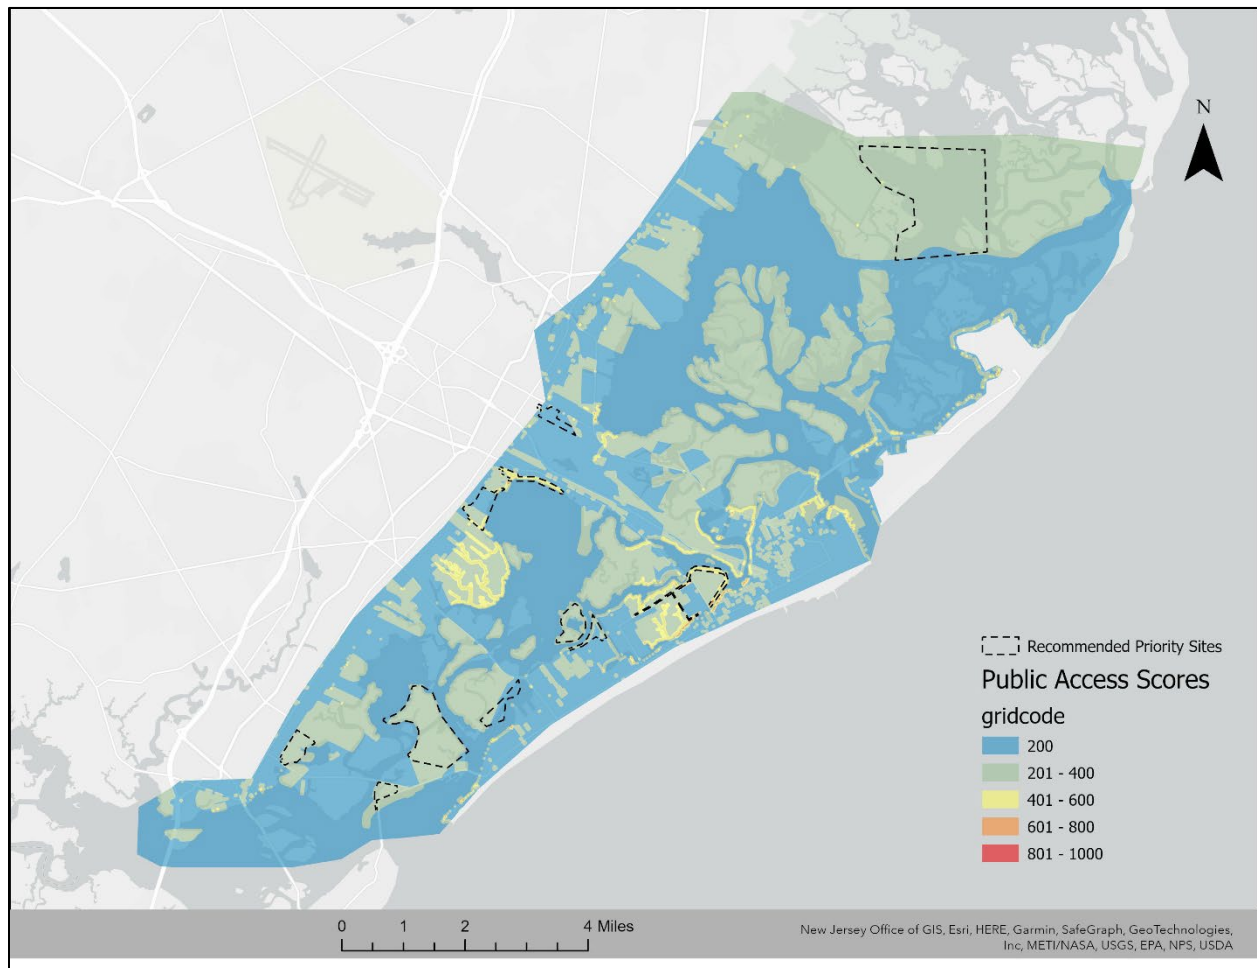 N
Recommended Priority Sites
Public Access Scores
gridcode
200
201 - 400
401 - 600
601 - 800
801 - 1000
0 1 2 4 Miles
New Jersey Office of GIS, Esri, HERE, Garmin, SafeGraph, GeoTechnologies,
Inc, METI/NASA, USGS, EPA, NPS, USDA